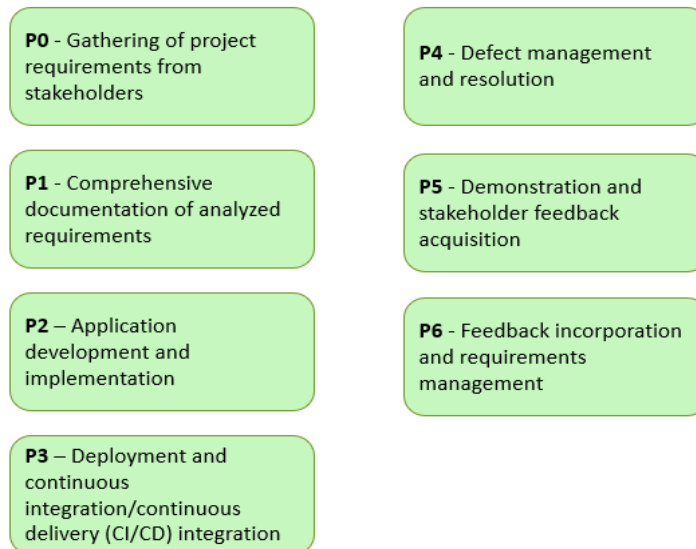 P0 - Gathering of project
requirements from
stakeholders
P1 - Comprehensive
documentation of analyzed
requirements
P2 – Application
development and
implementation
P3 – Deployment and
continuous
integration/continuous
delivery (CI/CD) integration
P4 - Defect management
and resolution
P5 - Demonstration and
stakeholder feedback
acquisition
P6 - Feedback incorporation
and requirements
management